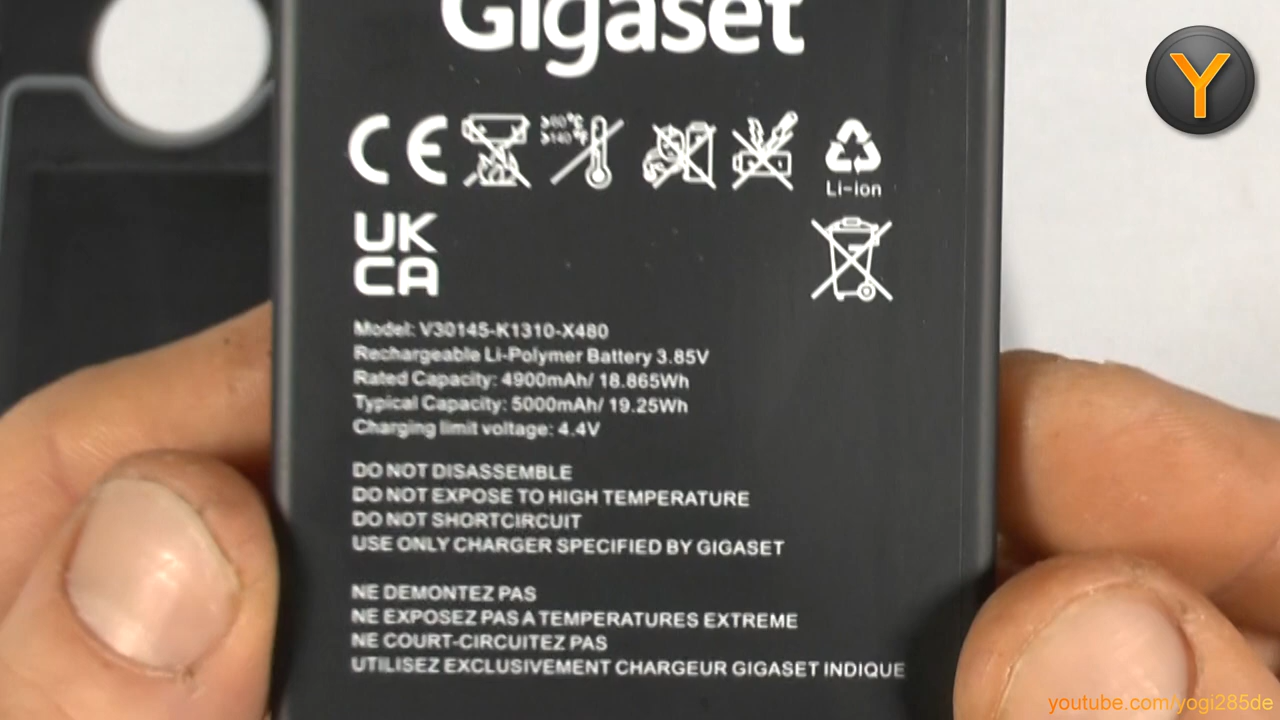 Gigaset
Y
CE
>60°C
>140°F
Li-ion
UK
CA
Model: V30145-K1310-X480
Rechargeable Li-Polymer Battery 3.85V
Rated Capacity: 4900mAh/ 18.865Wh
Typical Capacity: 5000mAh/ 19.25Wh
Charging limit voltage: 4.4V
DO NOT DISASSEMBLE
DO NOT EXPOSE TO HIGH TEMPERATURE
DO NOT SHORTCIRCUIT
USE ONLY CHARGER SPECIFIED BY GIGASET
NE DEMONTEZ PAS
NE EXPOSEZ PAS A TEMPERATURES EXTREME
NE COURT-CIRCUITEZ PAS
UTILISEZ EXCLUSIVEMENT CHARGEUR GIGASET INDIQUE
youtube.com/yogi285de